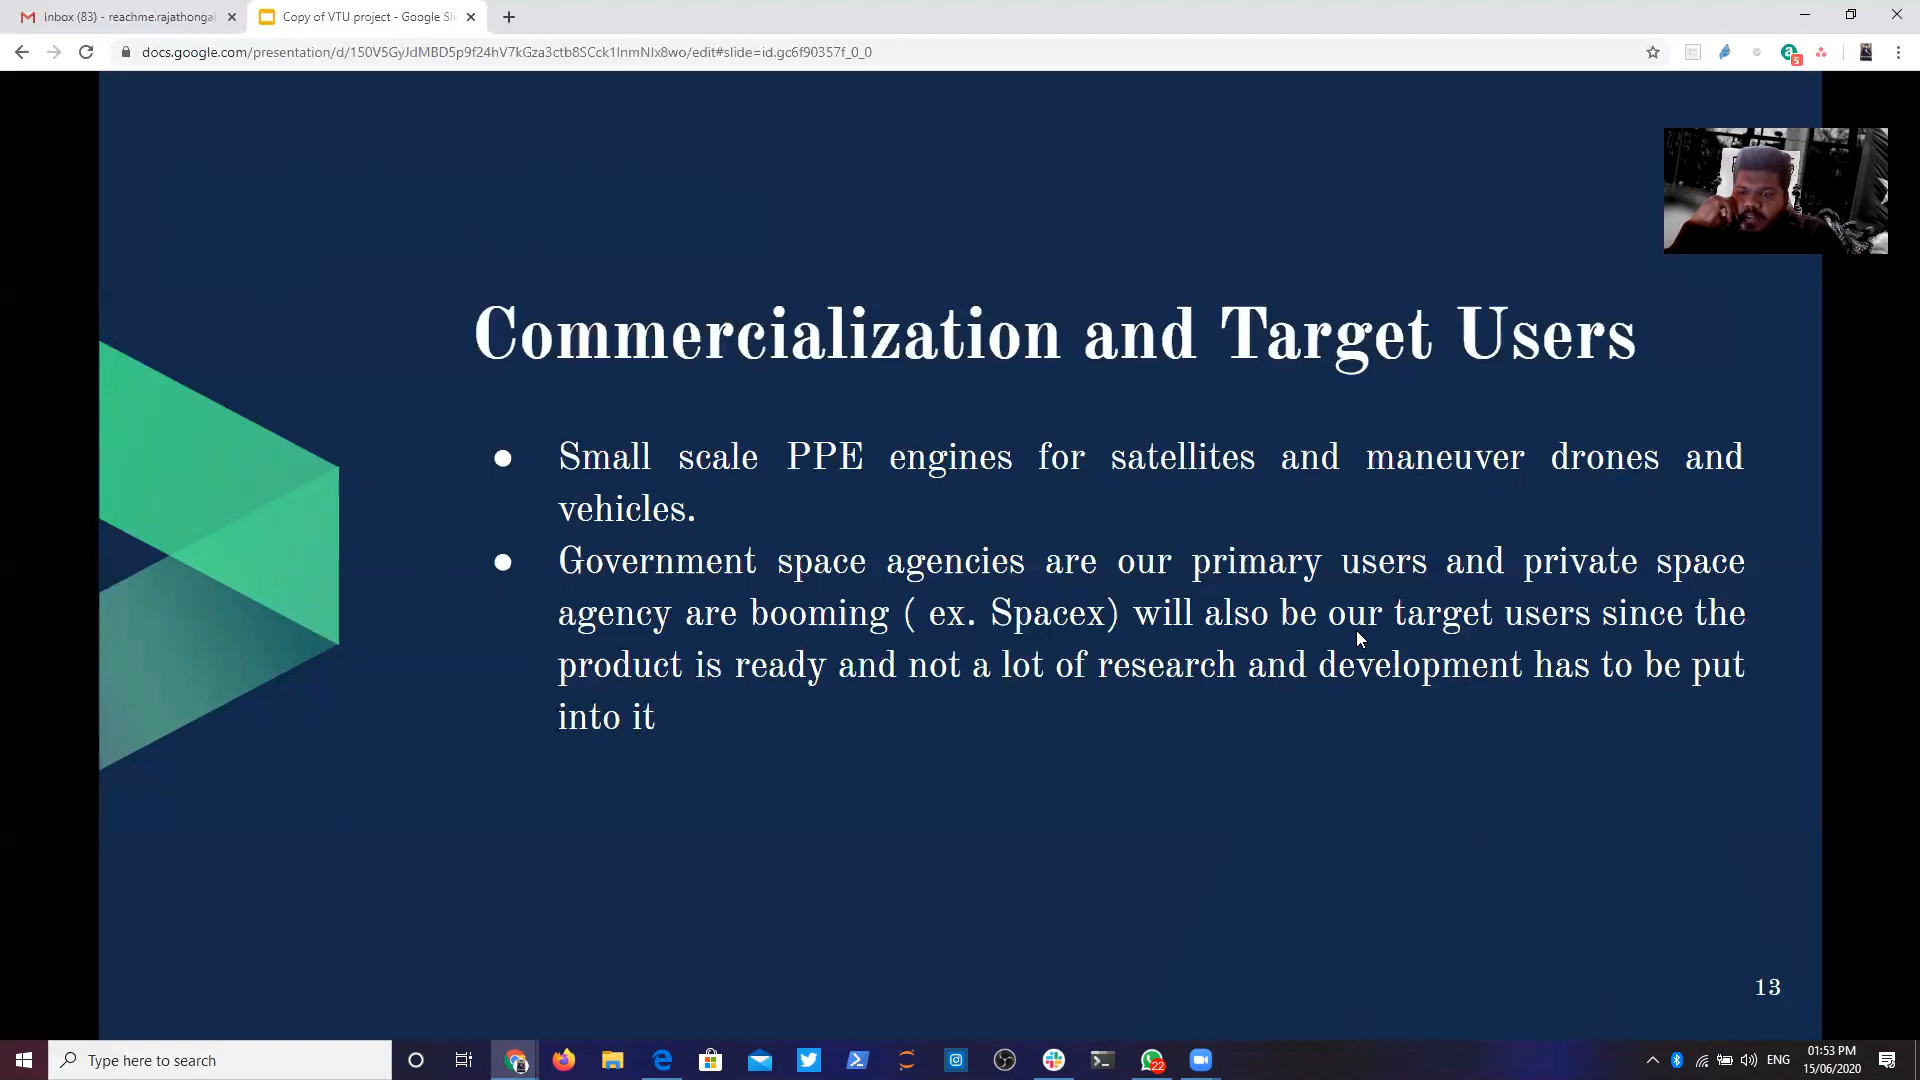 Inbox (83) - reachme.rajathongal
Copy of VTU project - Google Sli
docs.google.com/presentation/d/150V5GyJdMBD5p9f24hV7kGza3ctb8SCck1lnmNlx8wo/edit#slide=id.gc6f90357f_0_0
5
Commercialization and Target Users
● Small scale PPE engines for satellites and maneuver drones and
vehicles.
● Government space agencies are our primary users and private space
agency are booming ( ex. Spacex) will also be our target users since the
product is ready and not a lot of research and development has to be put
into it
13
Type here to search
22
ENG
01:53 PM
15/06/2020